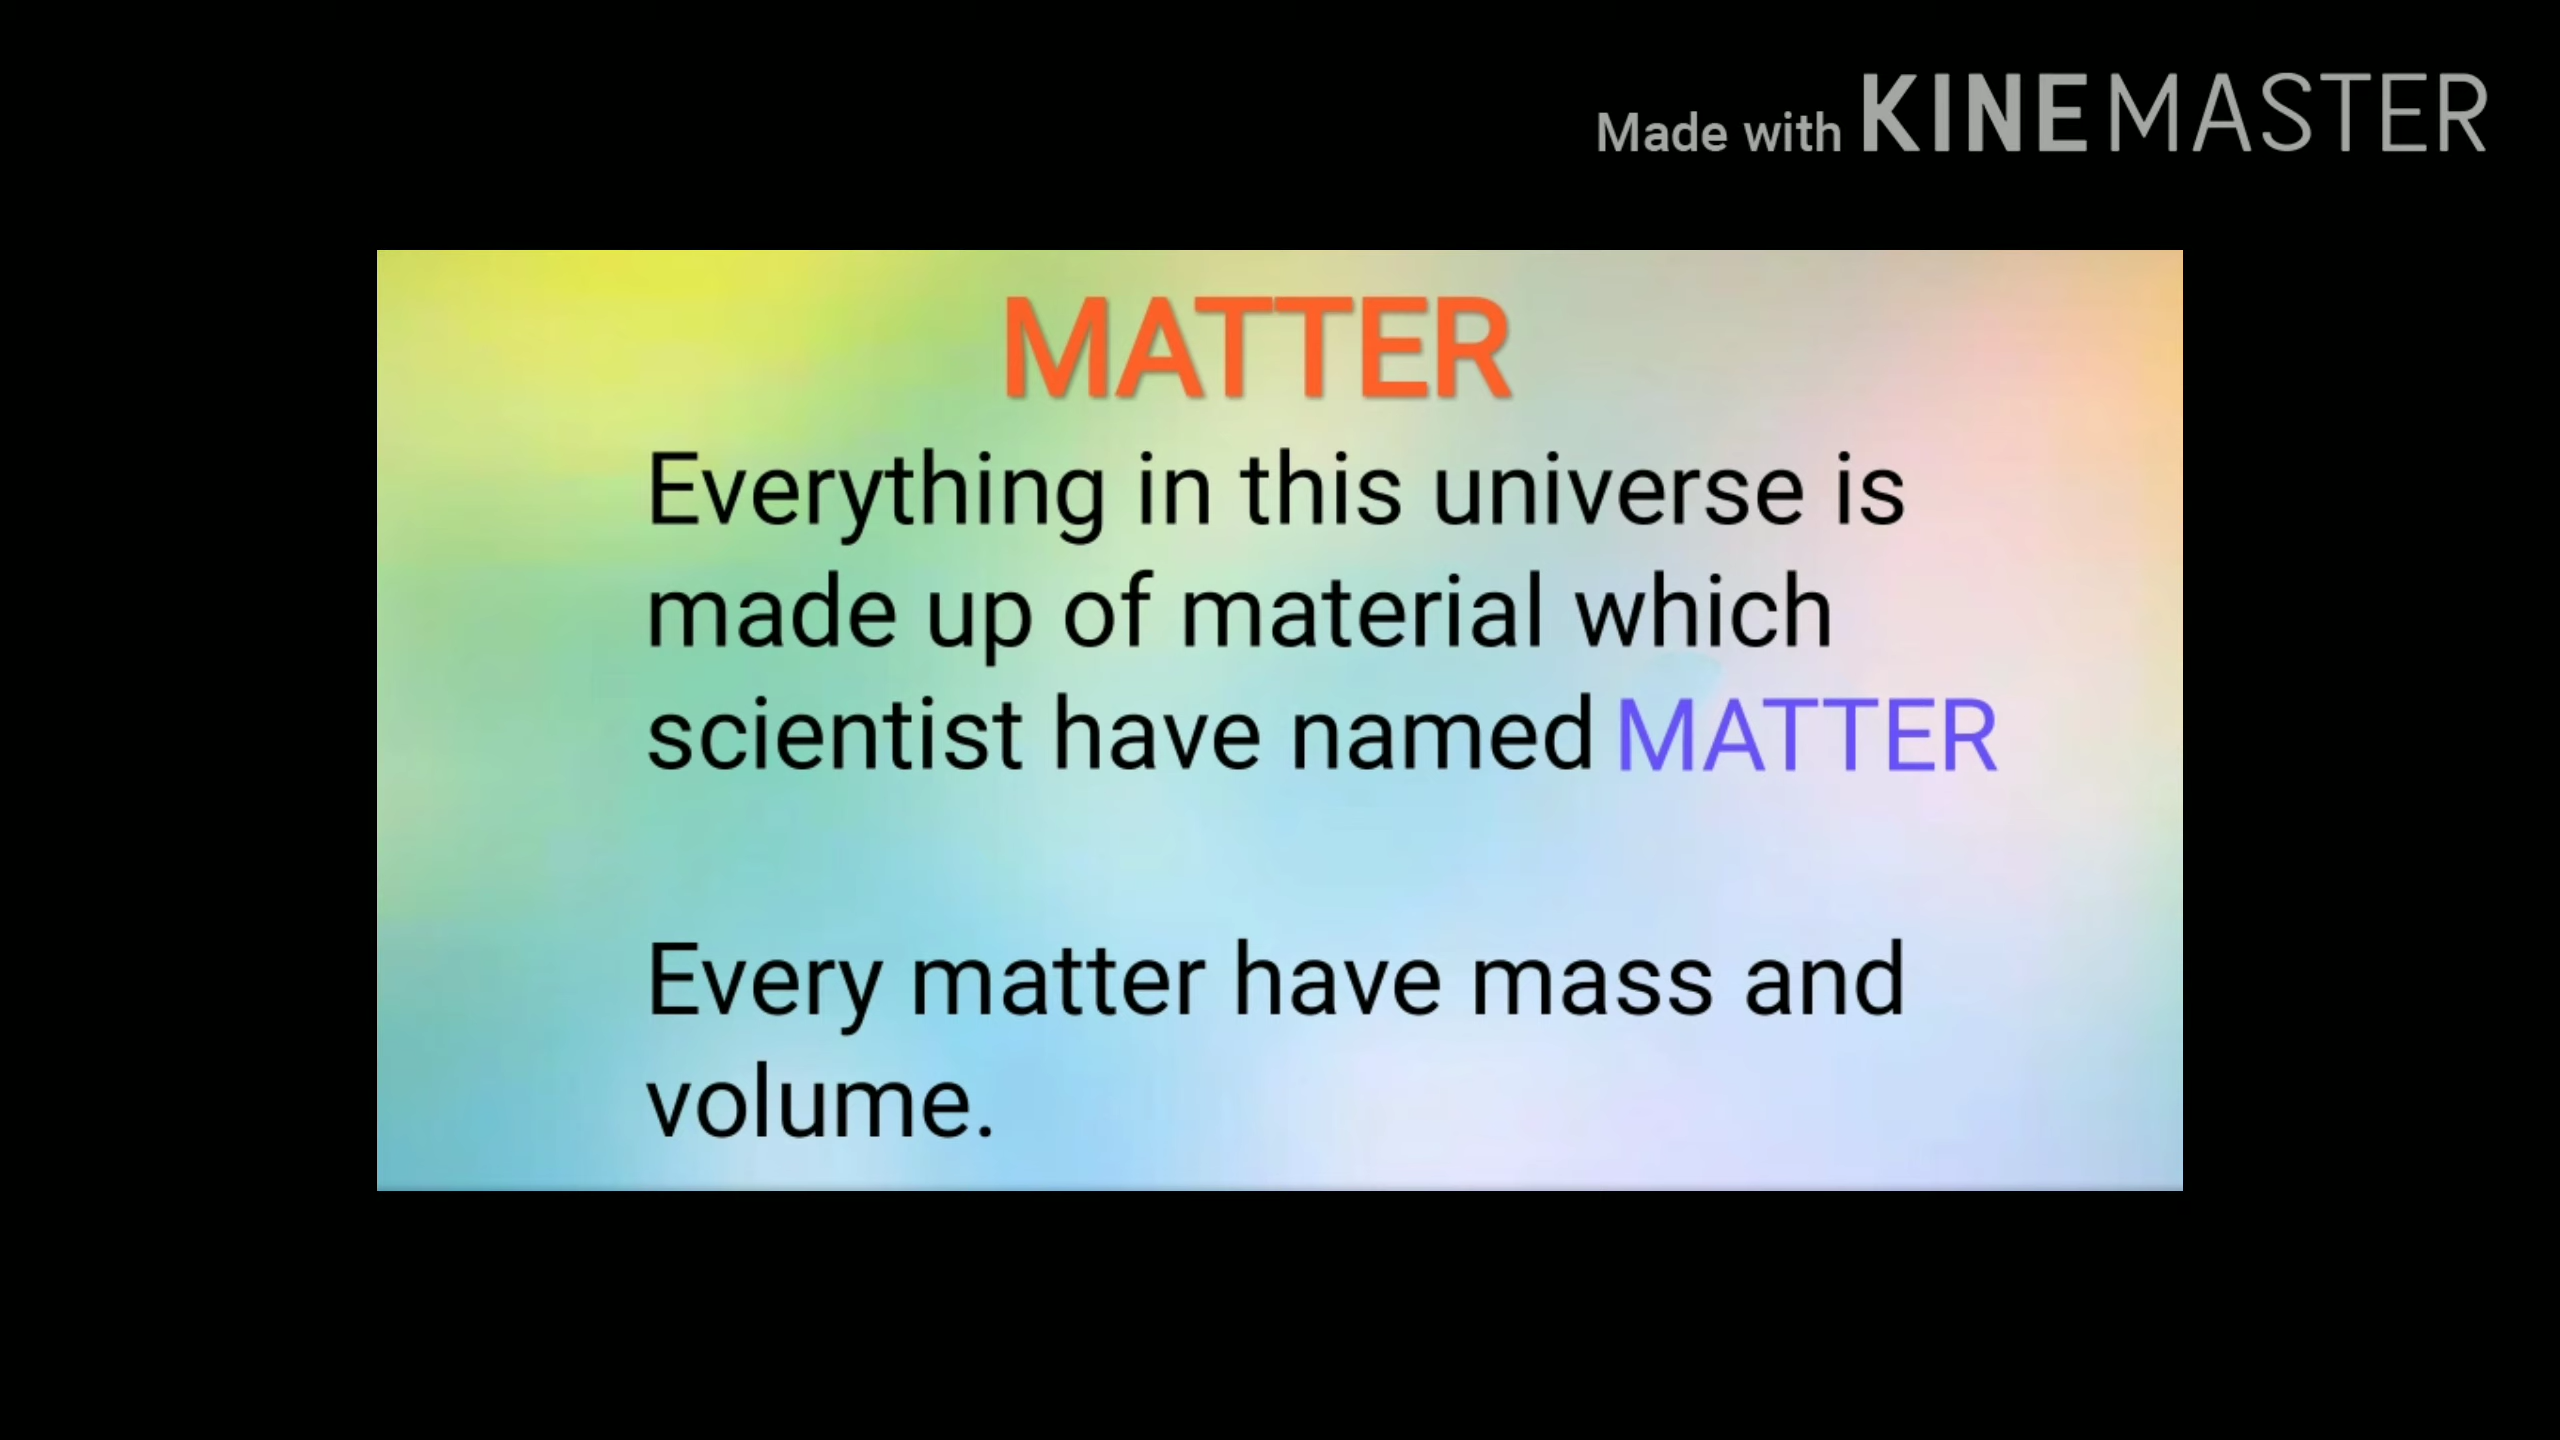 Made with KINEMASTER
MATTER
Everything in this universe is
made up of material which
scientist have named MATTER
Every matter have mass and
volume.